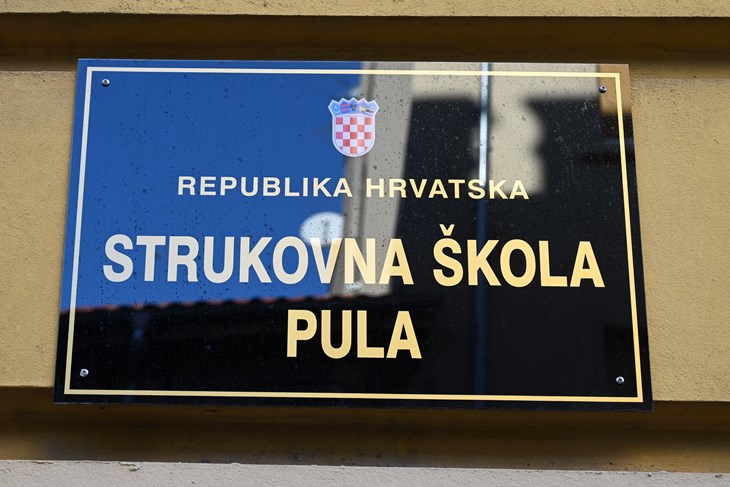 REPUBLIKA HRVATSKA
STRUKOVNA ŠKOLA
PULA